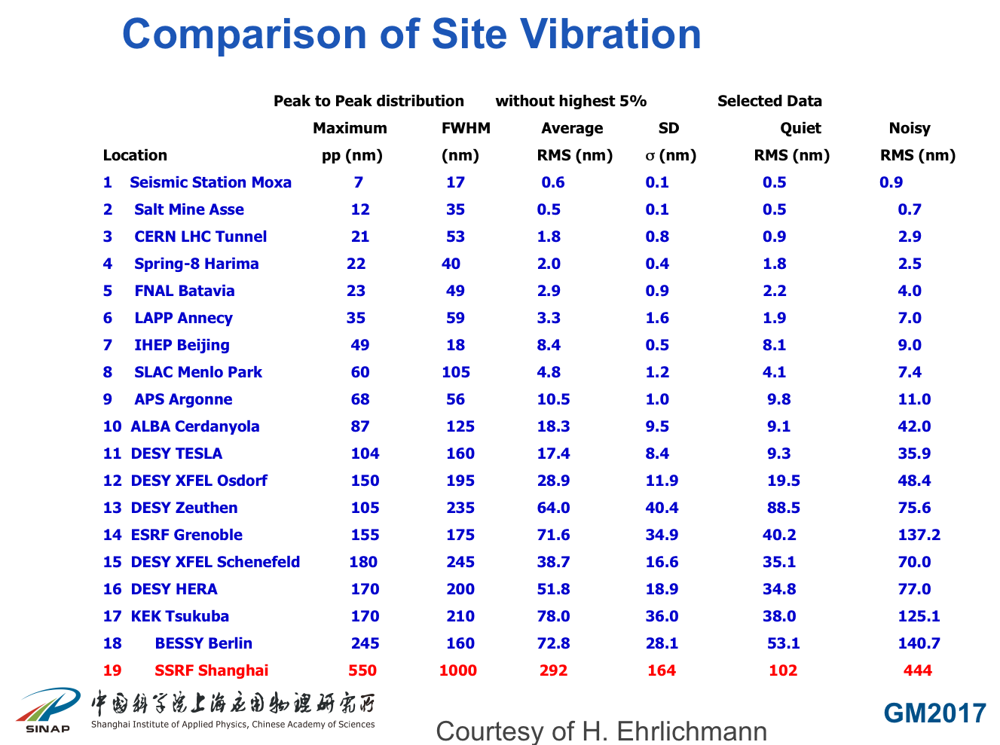 Comparison of Site Vibration
Peak to Peak distribution without highest 5% Selected Data
Maximum FWHM Average SD Quiet Noisy
Location pp (nm) (nm) RMS (nm) σ (nm) RMS (nm) RMS (nm)
1 Seismic Station Moxa 7 17 0.6 0.1 0.5 0.9
2 Salt Mine Asse 12 35 0.5 0.1 0.5 0.7
3 CERN LHC Tunnel 21 53 1.8 0.8 0.9 2.9
4 Spring-8 Harima 22 40 2.0 0.4 1.8 2.5
5 FNAL Batavia 23 49 2.9 0.9 2.2 4.0
6 LAPP Annecy 35 59 3.3 1.6 1.9 7.0
7 IHEP Beijing 49 18 8.4 0.5 8.1 9.0
8 SLAC Menlo Park 60 105 4.8 1.2 4.1 7.4
9 APS Argonne 68 56 10.5 1.0 9.8 11.0
10 ALBA Cerdanyola 87 125 18.3 9.5 9.1 42.0
11 DESY TESLA 104 160 17.4 8.4 9.3 35.9
12 DESY XFEL Osdorf 150 195 28.9 11.9 19.5 48.4
13 DESY Zeuthen 105 235 64.0 40.4 88.5 75.6
14 ESRF Grenoble 155 175 71.6 34.9 40.2 137.2
15 DESY XFEL Schenefeld 180 245 38.7 16.6 35.1 70.0
16 DESY HERA 170 200 51.8 18.9 34.8 77.0
17 KEK Tsukuba 170 210 78.0 36.0 38.0 125.1
18 BESSY Berlin 245 160 72.8 28.1 53.1 140.7
19 SSRF Shanghai 550 1000 292 164 102 444
中国科学院上海应用物理研究所
SINAP Shanghai Institute of Applied Physics, Chinese Academy of Sciences
GM2017
Courtesy of H. Ehrlichmann